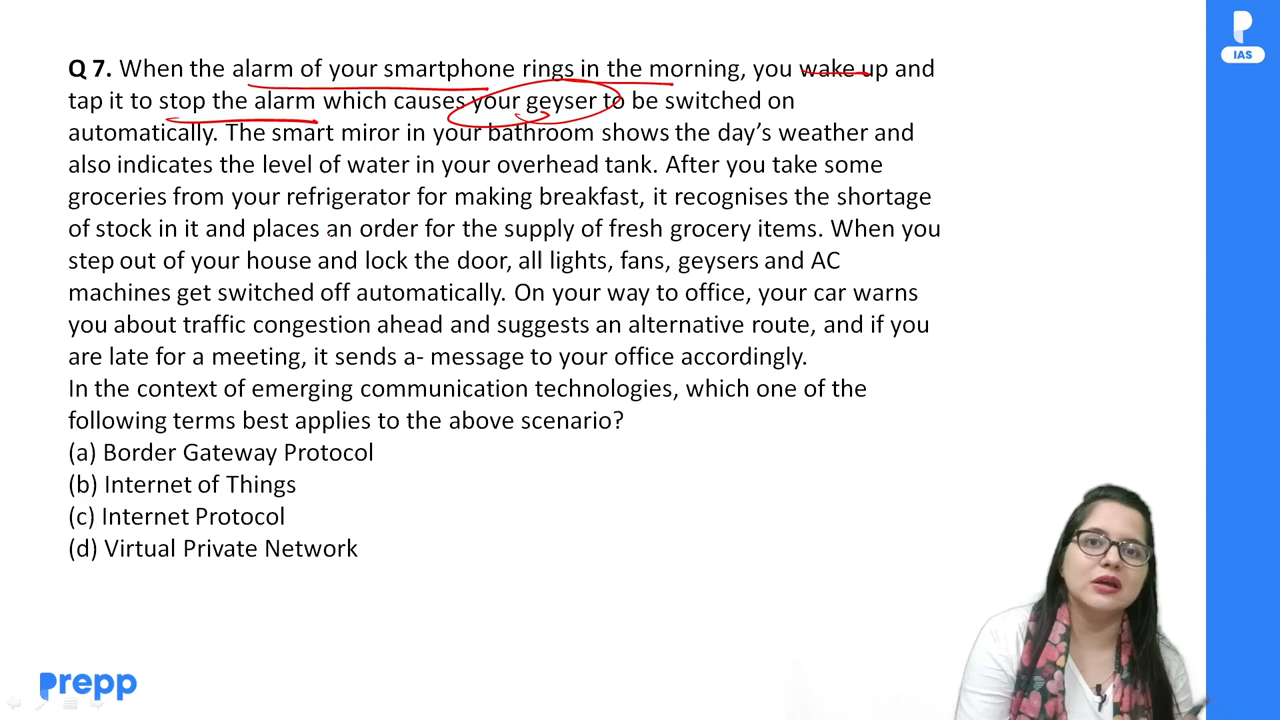 Q 7. When the alarm of your smartphone rings in the morning, you wake up and
tap it to stop the alarm which causes your geyser to be switched on
automatically. The smart miror in your bathroom shows the day's weather and
also indicates the level of water in your overhead tank. After you take some
groceries from your refrigerator for making breakfast, it recognises the shortage
of stock in it and places an order for the supply of fresh grocery items. When you
step out of your house and lock the door, all lights, fans, geysers and AC
machines get switched off automatically. On your way to office, your car warns
you about traffic congestion ahead and suggests an alternative route, and if you
are late for a meeting, it sends a- message to your office accordingly.
In the context of emerging communication technologies, which one of the
following terms best applies to the above scenario?
(a) Border Gateway Protocol
(b) Internet of Things
(c) Internet Protocol
(d) Virtual Private Network
IAS
prepp